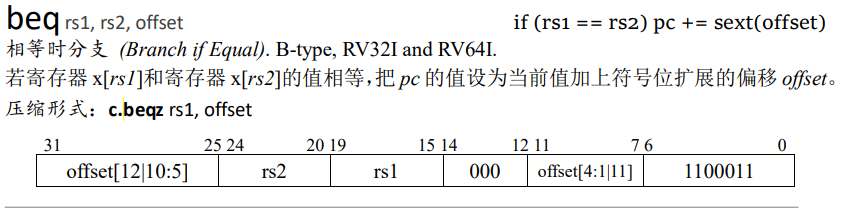 beq rs1, rs2, offset if (rs1 == rs2) pc += sext(offset)
相等时分支 (Branch if Equal). B-type, RV32I and RV64I.
若寄存器 x[rs1]和寄存器 x[rs2]的值相等，把 pc 的值设为当前值加上符号位扩展的偏移 offset。
压缩形式：c.beqz rs1, offset
31 25 24 20 19 15 14 12 11 7 6 0
offset[12|10:5] rs2 rs1 000 offset[4:1|11] 1100011